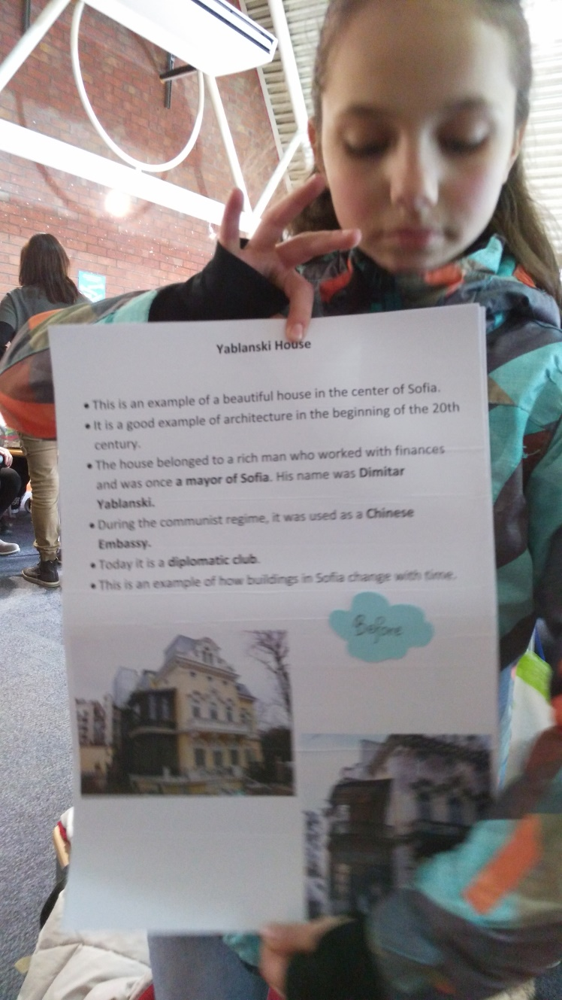 Yablanski House
• This is an example of a beautiful house in the center of Sofia.
• It is a good example of architecture in the beginning of the 20th
century.
• The house belonged to a rich man who worked with finances
and was once a mayor of Sofia. His name was Dimitar
Yablanski.
• During the communist regime, it was used as a Chinese
Embassy.
• Today it is a diplomatic club.
• This is an example of how buildings in Sofia change with time.
Before